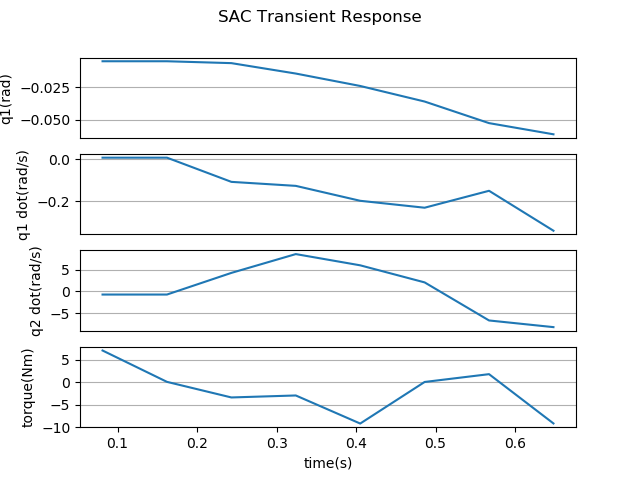 SAC Transient Response
q1(rad)
−0.025
−0.050
q1 dot(rad/s)
0.0
−0.2
q2 dot(rad/s)
5
0
−5
torque(Nm)
5
0
−5
−10
0.1 0.2 0.3 0.4 0.5 0.6
time(s)